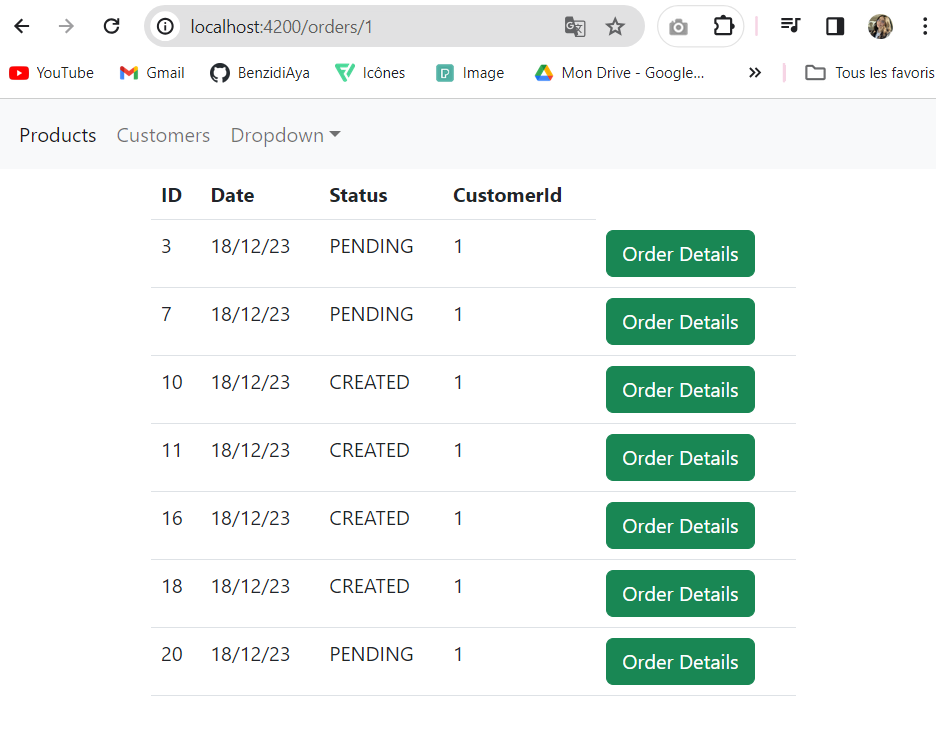 localhost:4200/orders/1
YouTube Gmail BenzidiAya Icônes Image Mon Drive - Google... » Tous les favoris
Products Customers Dropdown
ID Date Status CustomerId
3 18/12/23 PENDING 1 Order Details
7 18/12/23 PENDING 1 Order Details
10 18/12/23 CREATED 1 Order Details
11 18/12/23 CREATED 1 Order Details
16 18/12/23 CREATED 1 Order Details
18 18/12/23 CREATED 1 Order Details
20 18/12/23 PENDING 1 Order Details